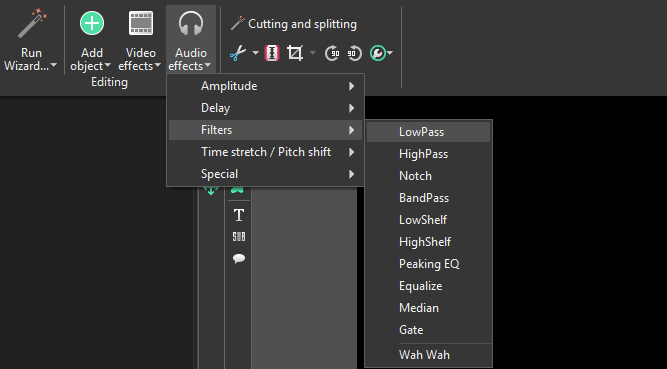 Run
Wizard...
Add
object
Video
effects
Audio
effects
Editing
Cutting and splitting
90
90
Amplitude
Delay
Filters
Time stretch / Pitch shift
Special
LowPass
HighPass
Notch
BandPass
LowShelf
HighShelf
Peaking EQ
Equalize
Median
Gate
Wah Wah
T
SUB